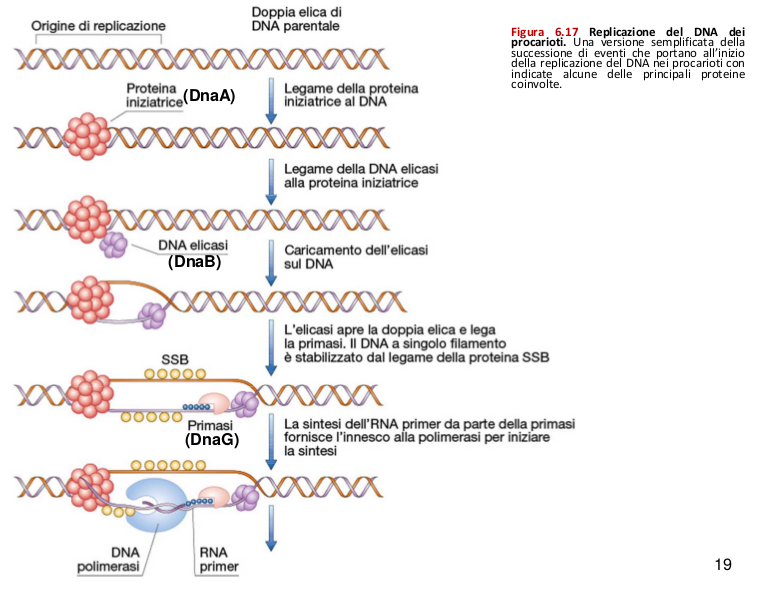 Origine di replicazione
Doppia elica di
DNA parentale
Figura 6.17 Replicazione del DNA dei
procarioti. Una versione semplificata della
successione di eventi che portano all'inizio
della replicazione del DNA nei procarioti con
indicate alcune delle principali proteine
coinvolte.
Proteina
iniziatrice (DnaA)
Legame della proteina
iniziatrice al DNA
Legame della DNA elicasi
alla proteina iniziatrice
DNA elicasi
(DnaB)
Caricamento dell'elicasi
sul DNA
L'elicasi apre la doppia elica e lega
la primasi. Il DNA a singolo filamento
è stabilizzato dal legame della proteina SSB
SSB
Primasi
(DnaG)
La sintesi dell'RNA primer da parte della primasi
fornisce l'innesco alla polimerasi per iniziare
la sintesi
DNA
polimerasi
RNA
primer
19